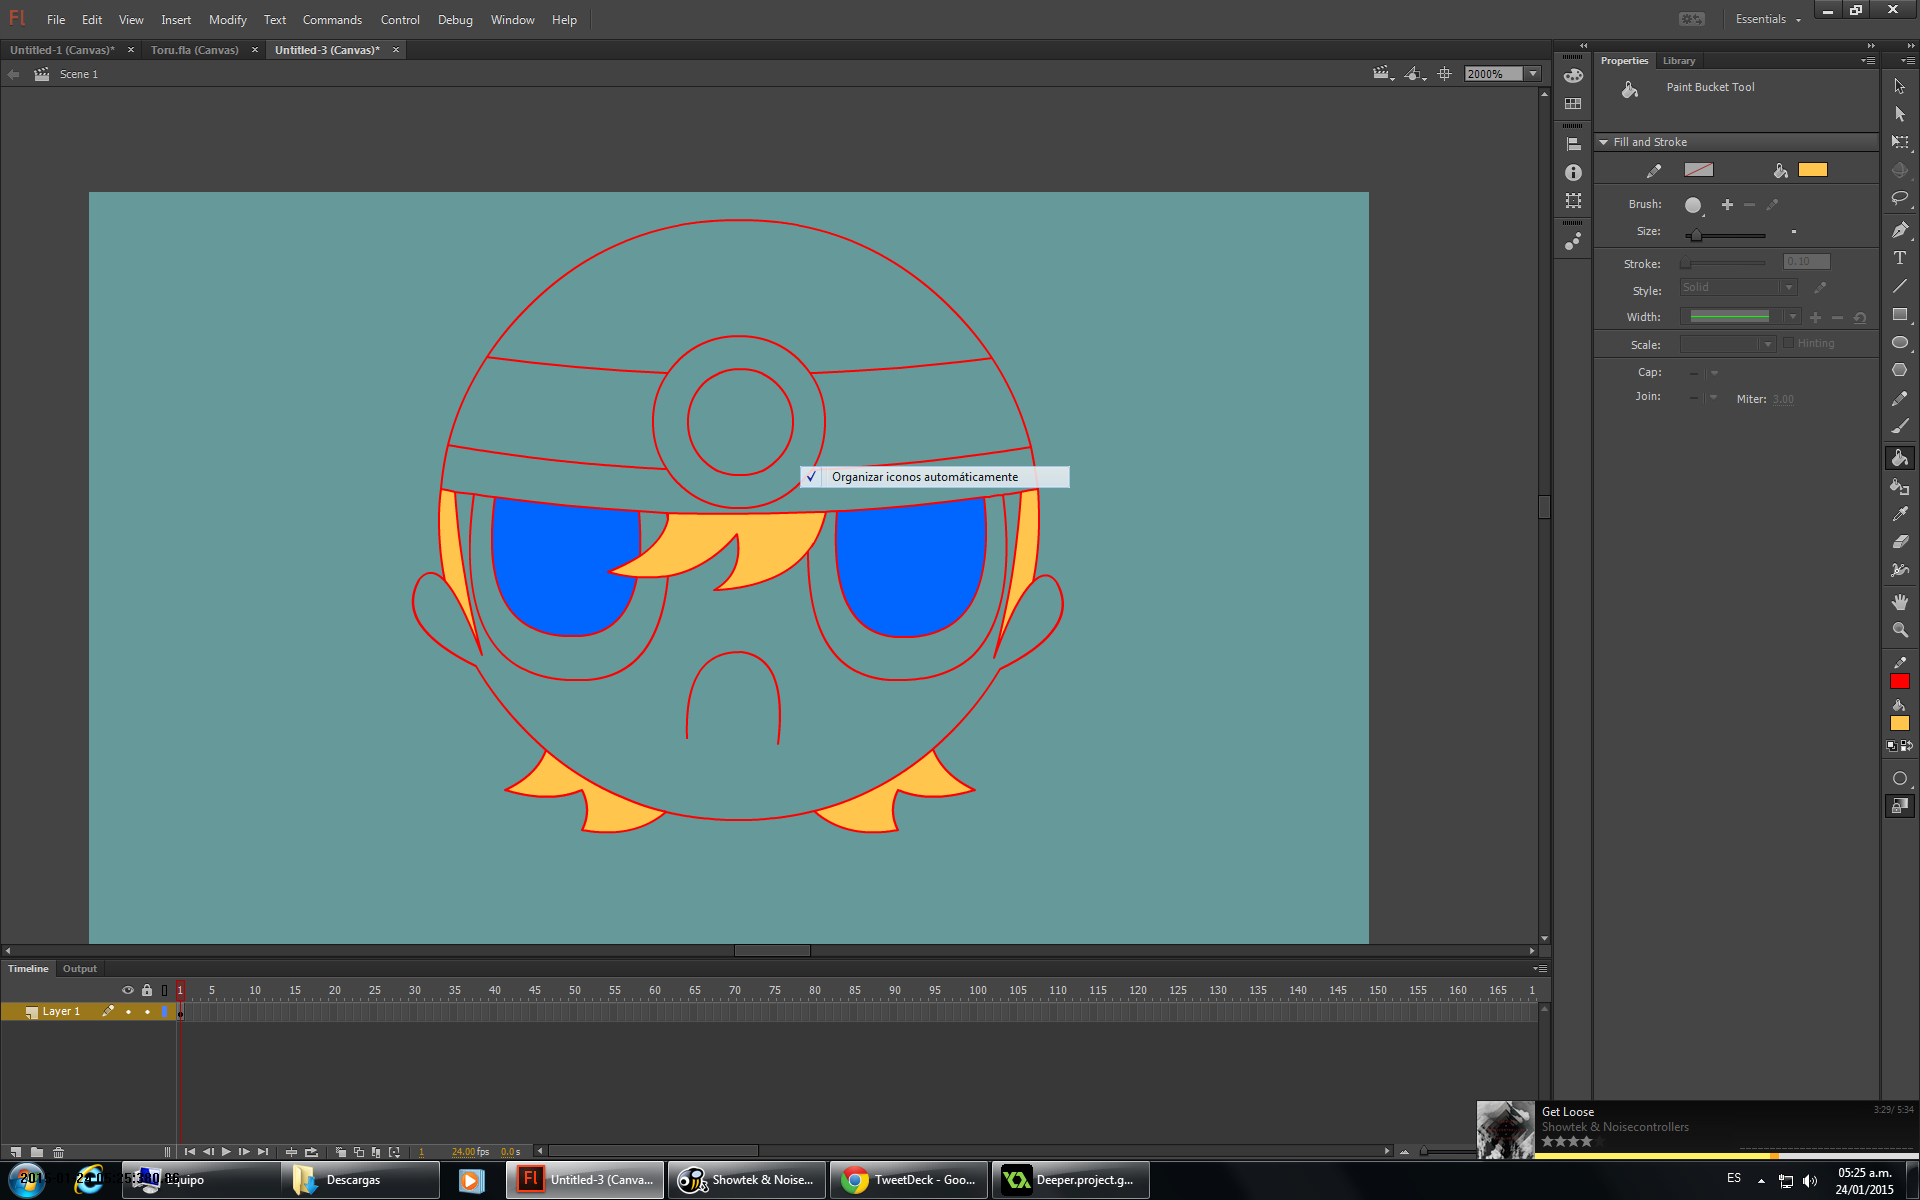 Fl File Edit View Insert Modify Text Commands Control Debug Window Help Essentials
Untitled-1 (Canvas)* Toru.fla (Canvas) Untitled-3 (Canvas)*
Scene 1 2000%
Properties Library
Paint Bucket Tool
Fill and Stroke
Brush:
Size:
Stroke: 0,10
Style: Solid
Width:
Scale: Hinting
Cap:
Join: Miter: 3,00
Organizar iconos automáticamente
Timeline Output
1 5 10 15 20 25 30 35 40 45 50 55 60 65 70 75 80 85 90 95 100 105 110 115 120 125 130 135 140 145 150 155 160 165 1
Layer 1
1 24.00 fps 0.0 s
Get Loose 3:29/ 5:34
Showtek & Noisecontrollers
Equipo Descargas Fl Untitled-3 (Canva... Showtek & Noise... TweetDeck - Goo... Deeper.project.g... ES
05:25 a.m.
24/01/2015